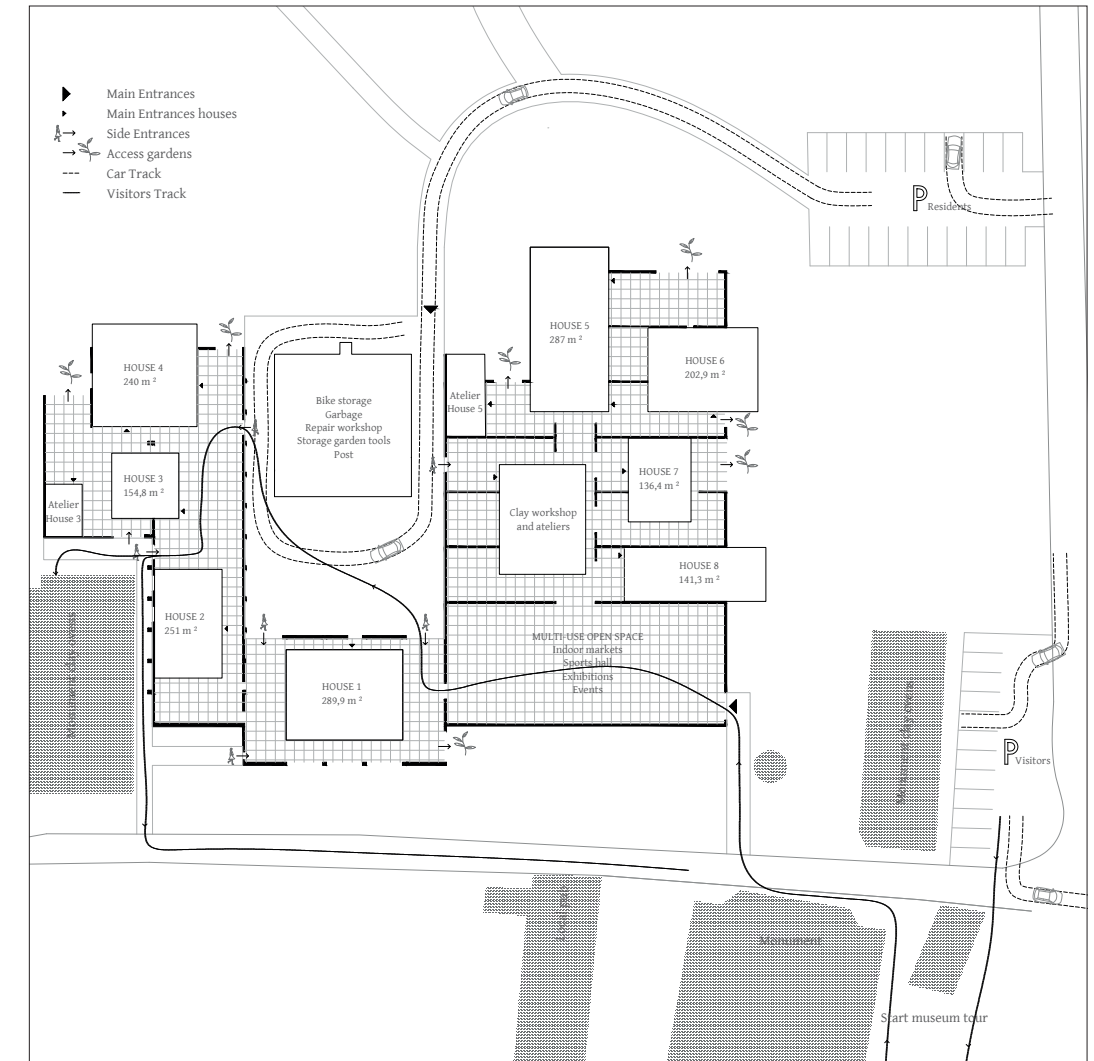 Main Entrances
Main Entrances houses
Side Entrances
Access gardens
Car Track
Visitors Track
P Residents
HOUSE 5
287 m ²
HOUSE 6
202,9 m ²
HOUSE 4
240 m ²
Atelier
House 5
Bike storage
Garbage
Repair workshop
Storage garden tools
Post
HOUSE 3
154,8 m ²
HOUSE 7
136,4 m ²
Atelier
House 3
Clay workshop
and ateliers
HOUSE 8
141,3 m ²
HOUSE 2
251 m ²
MULTI-USE OPEN SPACE
Indoor markets
Sports hall
Exhibitions
Events
HOUSE 1
289,9 m ²
P Visitors
Monument
Start museum tour